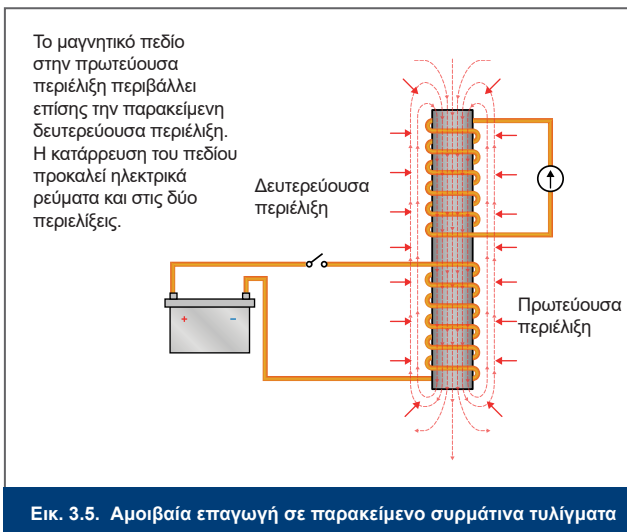 Το μαγνητικό πεδίο
στην πρωτεύουσα
περιέλιξη περιβάλλει
επίσης την παρακείμενη
δευτερεύουσα περιέλιξη.
Η κατάρρευση του πεδίου
προκαλεί ηλεκτρικά
ρεύματα και στις δύο
περιελίξεις.
Δευτερεύουσα
περιέλιξη
Πρωτεύουσα
περιέλιξη
+ −
Εικ. 3.5. Αμοιβαία επαγωγή σε παρακείμενο συρμάτινα τυλίγματα